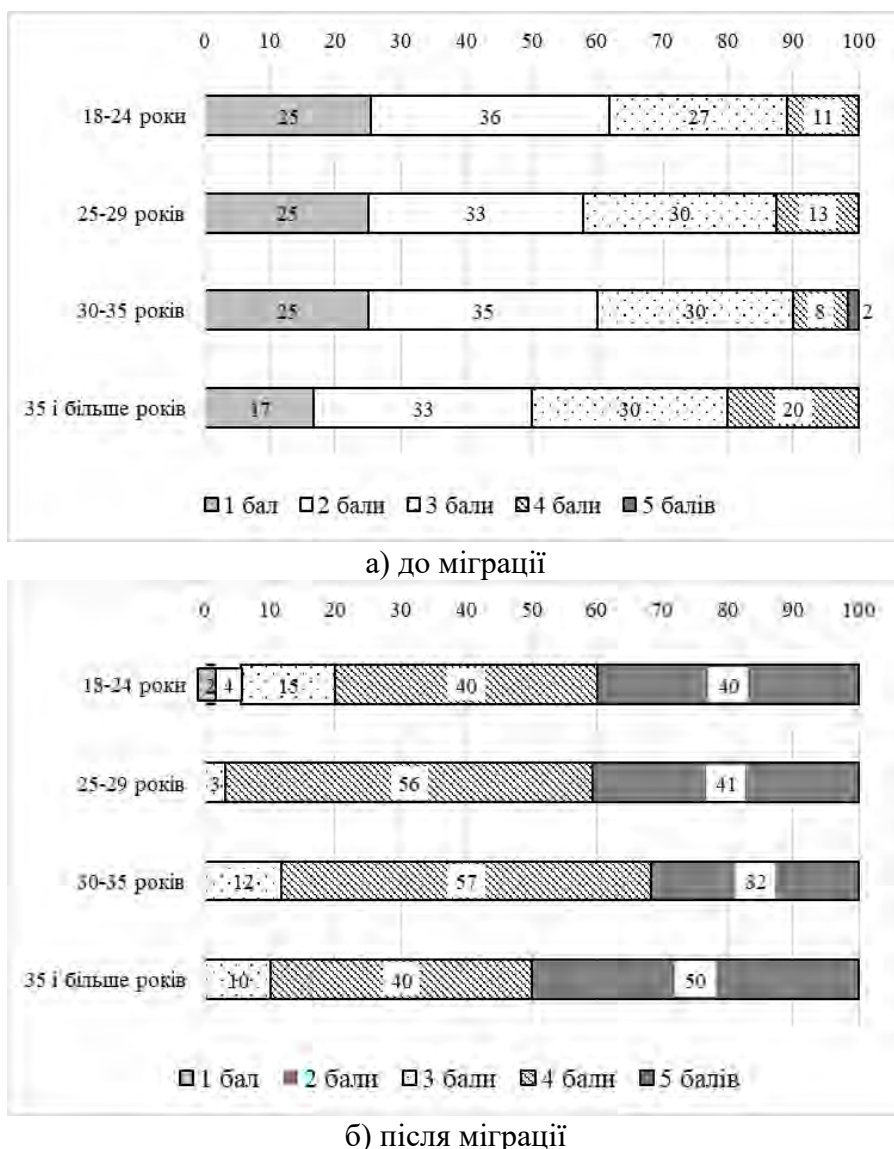 0 10 20 30 40 50 60 70 80 90 100
18-24 роки 25 36 27 11
25-29 років 25 33 30 13
30-35 років 25 35 30 8 2
35 і більше років 17 33 30 20
1 бал 2 бали 3 бали 4 бали 5 балів
а) до міграції
0 10 20 30 40 50 60 70 80 90 100
18-24 роки 2 4 15 40 40
25-29 років 3 56 41
30-35 років 12 57 32
35 і більше років 10 40 50
1 бал 2 бали 3 бали 4 бали 5 балів
б) після міграції